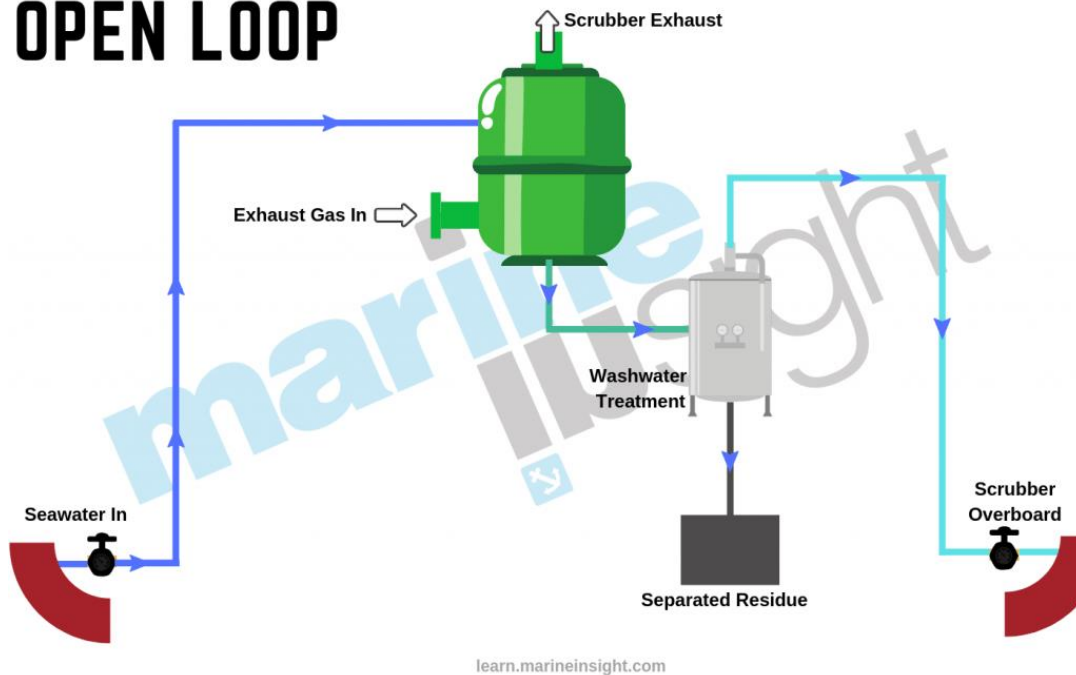 OPEN LOOP
Scrubber Exhaust
Exhaust Gas In
Washwater
Treatment
Seawater In
Scrubber
Overboard
Separated Residue
marine
insight
learn.marineinsight.com